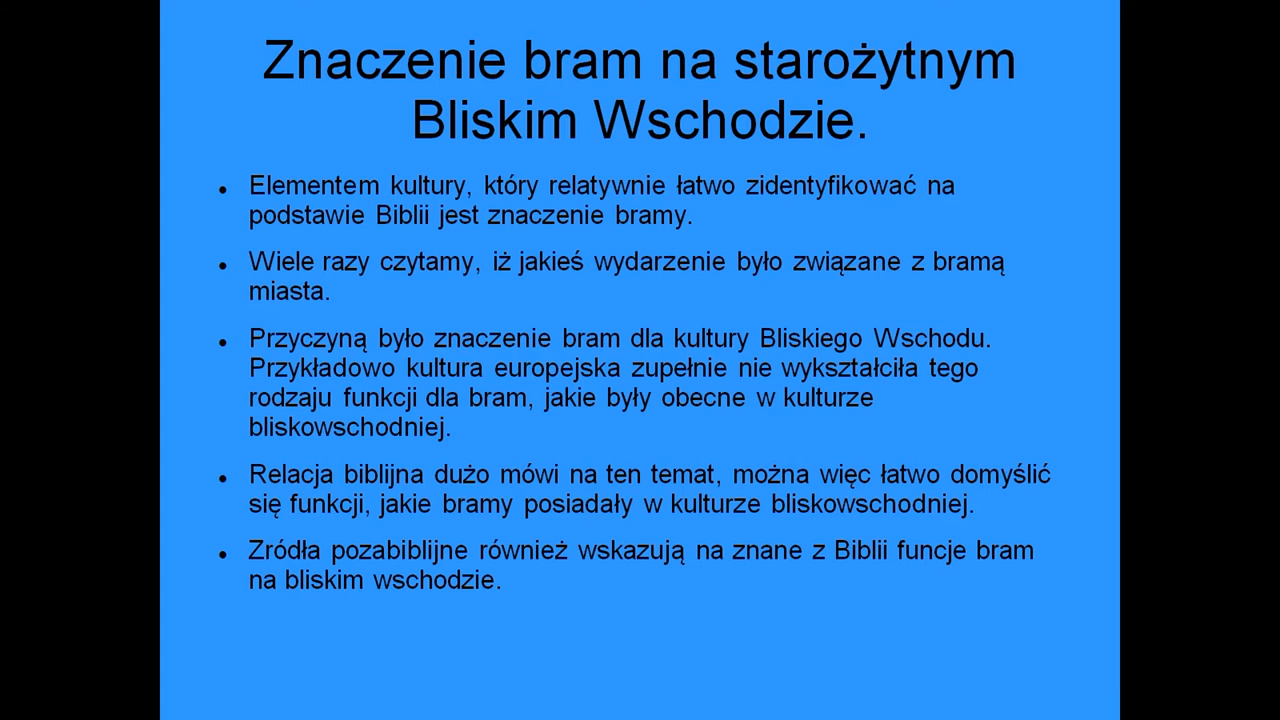 Znaczenie bram na starożytnym
Bliskim Wschodzie.
Elementem kultury, który relatywnie łatwo zidentyfikować na
podstawie Biblii jest znaczenie bramy.
Wiele razy czytamy, iż jakieś wydarzenie było związane z bramą
miasta.
Przyczyną było znaczenie bram dla kultury Bliskiego Wschodu.
Przykładowo kultura europejska zupełnie nie wykształciła tego
rodzaju funkcji dla bram, jakie były obecne w kulturze
bliskowschodniej.
Relacja biblijna dużo mówi na ten temat, można więc łatwo domyślić
się funkcji, jakie bramy posiadały w kulturze bliskowschodniej.
Zródła pozabiblijne również wskazują na znane z Biblii funcje bram
na bliskim wschodzie.